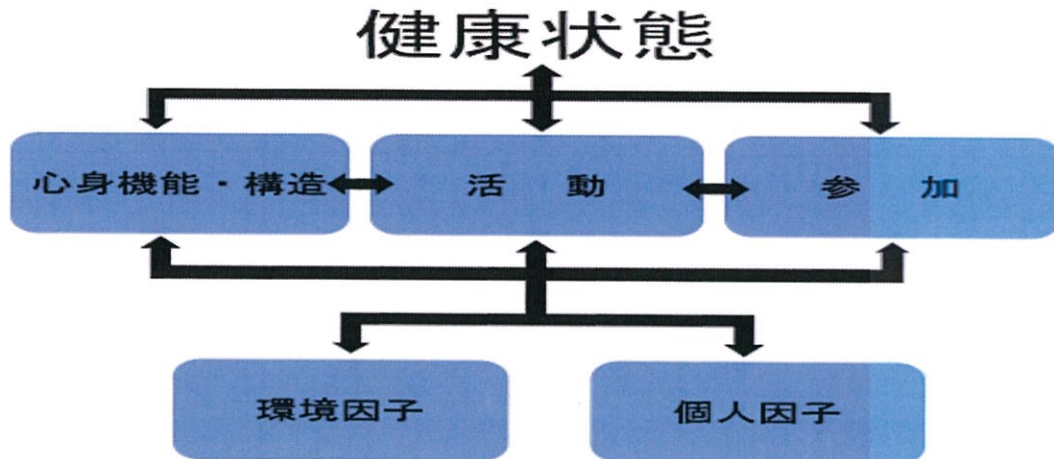 健康状態
心身機能・構造
活動
参加
環境因子
個人因子